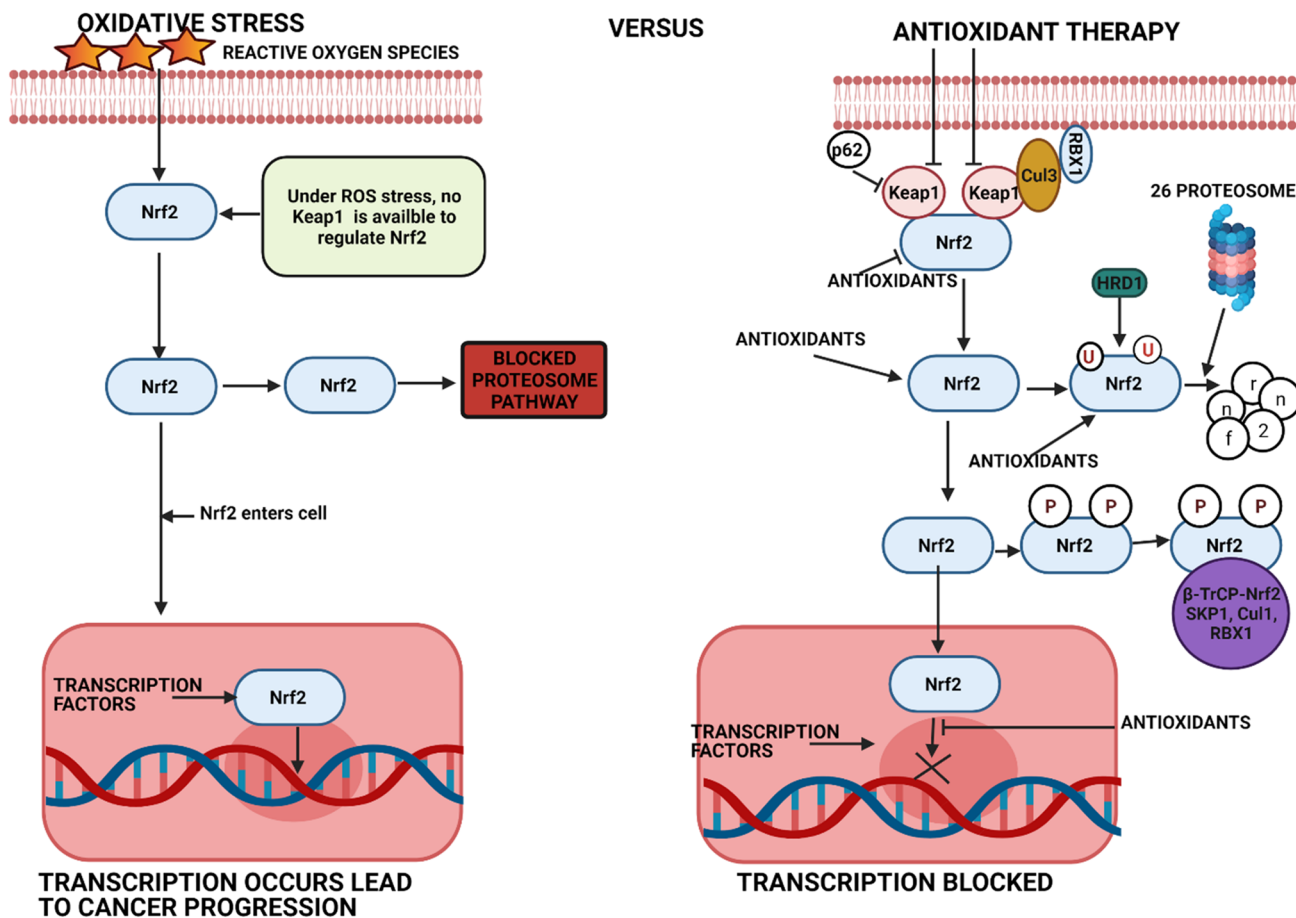 OXIDATIVE STRESS
REACTIVE OXYGEN SPECIES
Nrf2
Under ROS stress, no
Keap1 is availble to
regulate Nrf2
Nrf2
Nrf2
BLOCKED
PROTEOSOME
PATHWAY
Nrf2 enters cell
TRANSCRIPTION
FACTORS
Nrf2
TRANSCRIPTION OCCURS LEAD
TO CANCER PROGRESSION
VERSUS
ANTIOXIDANT THERAPY
p62
Keap1
Keap1
Cul3
RBX1
Nrf2
ANTIOXIDANTS
26 PROTEOSOME
HRD1
ANTIOXIDANTS
Nrf2
U
U
Nrf2
r
n
n
f
2
ANTIOXIDANTS
Nrf2
P
P
Nrf2
P
P
Nrf2
β-TrCP-Nrf2
SKP1, Cul1,
RBX1
Nrf2
TRANSCRIPTION
FACTORS
ANTIOXIDANTS
TRANSCRIPTION BLOCKED